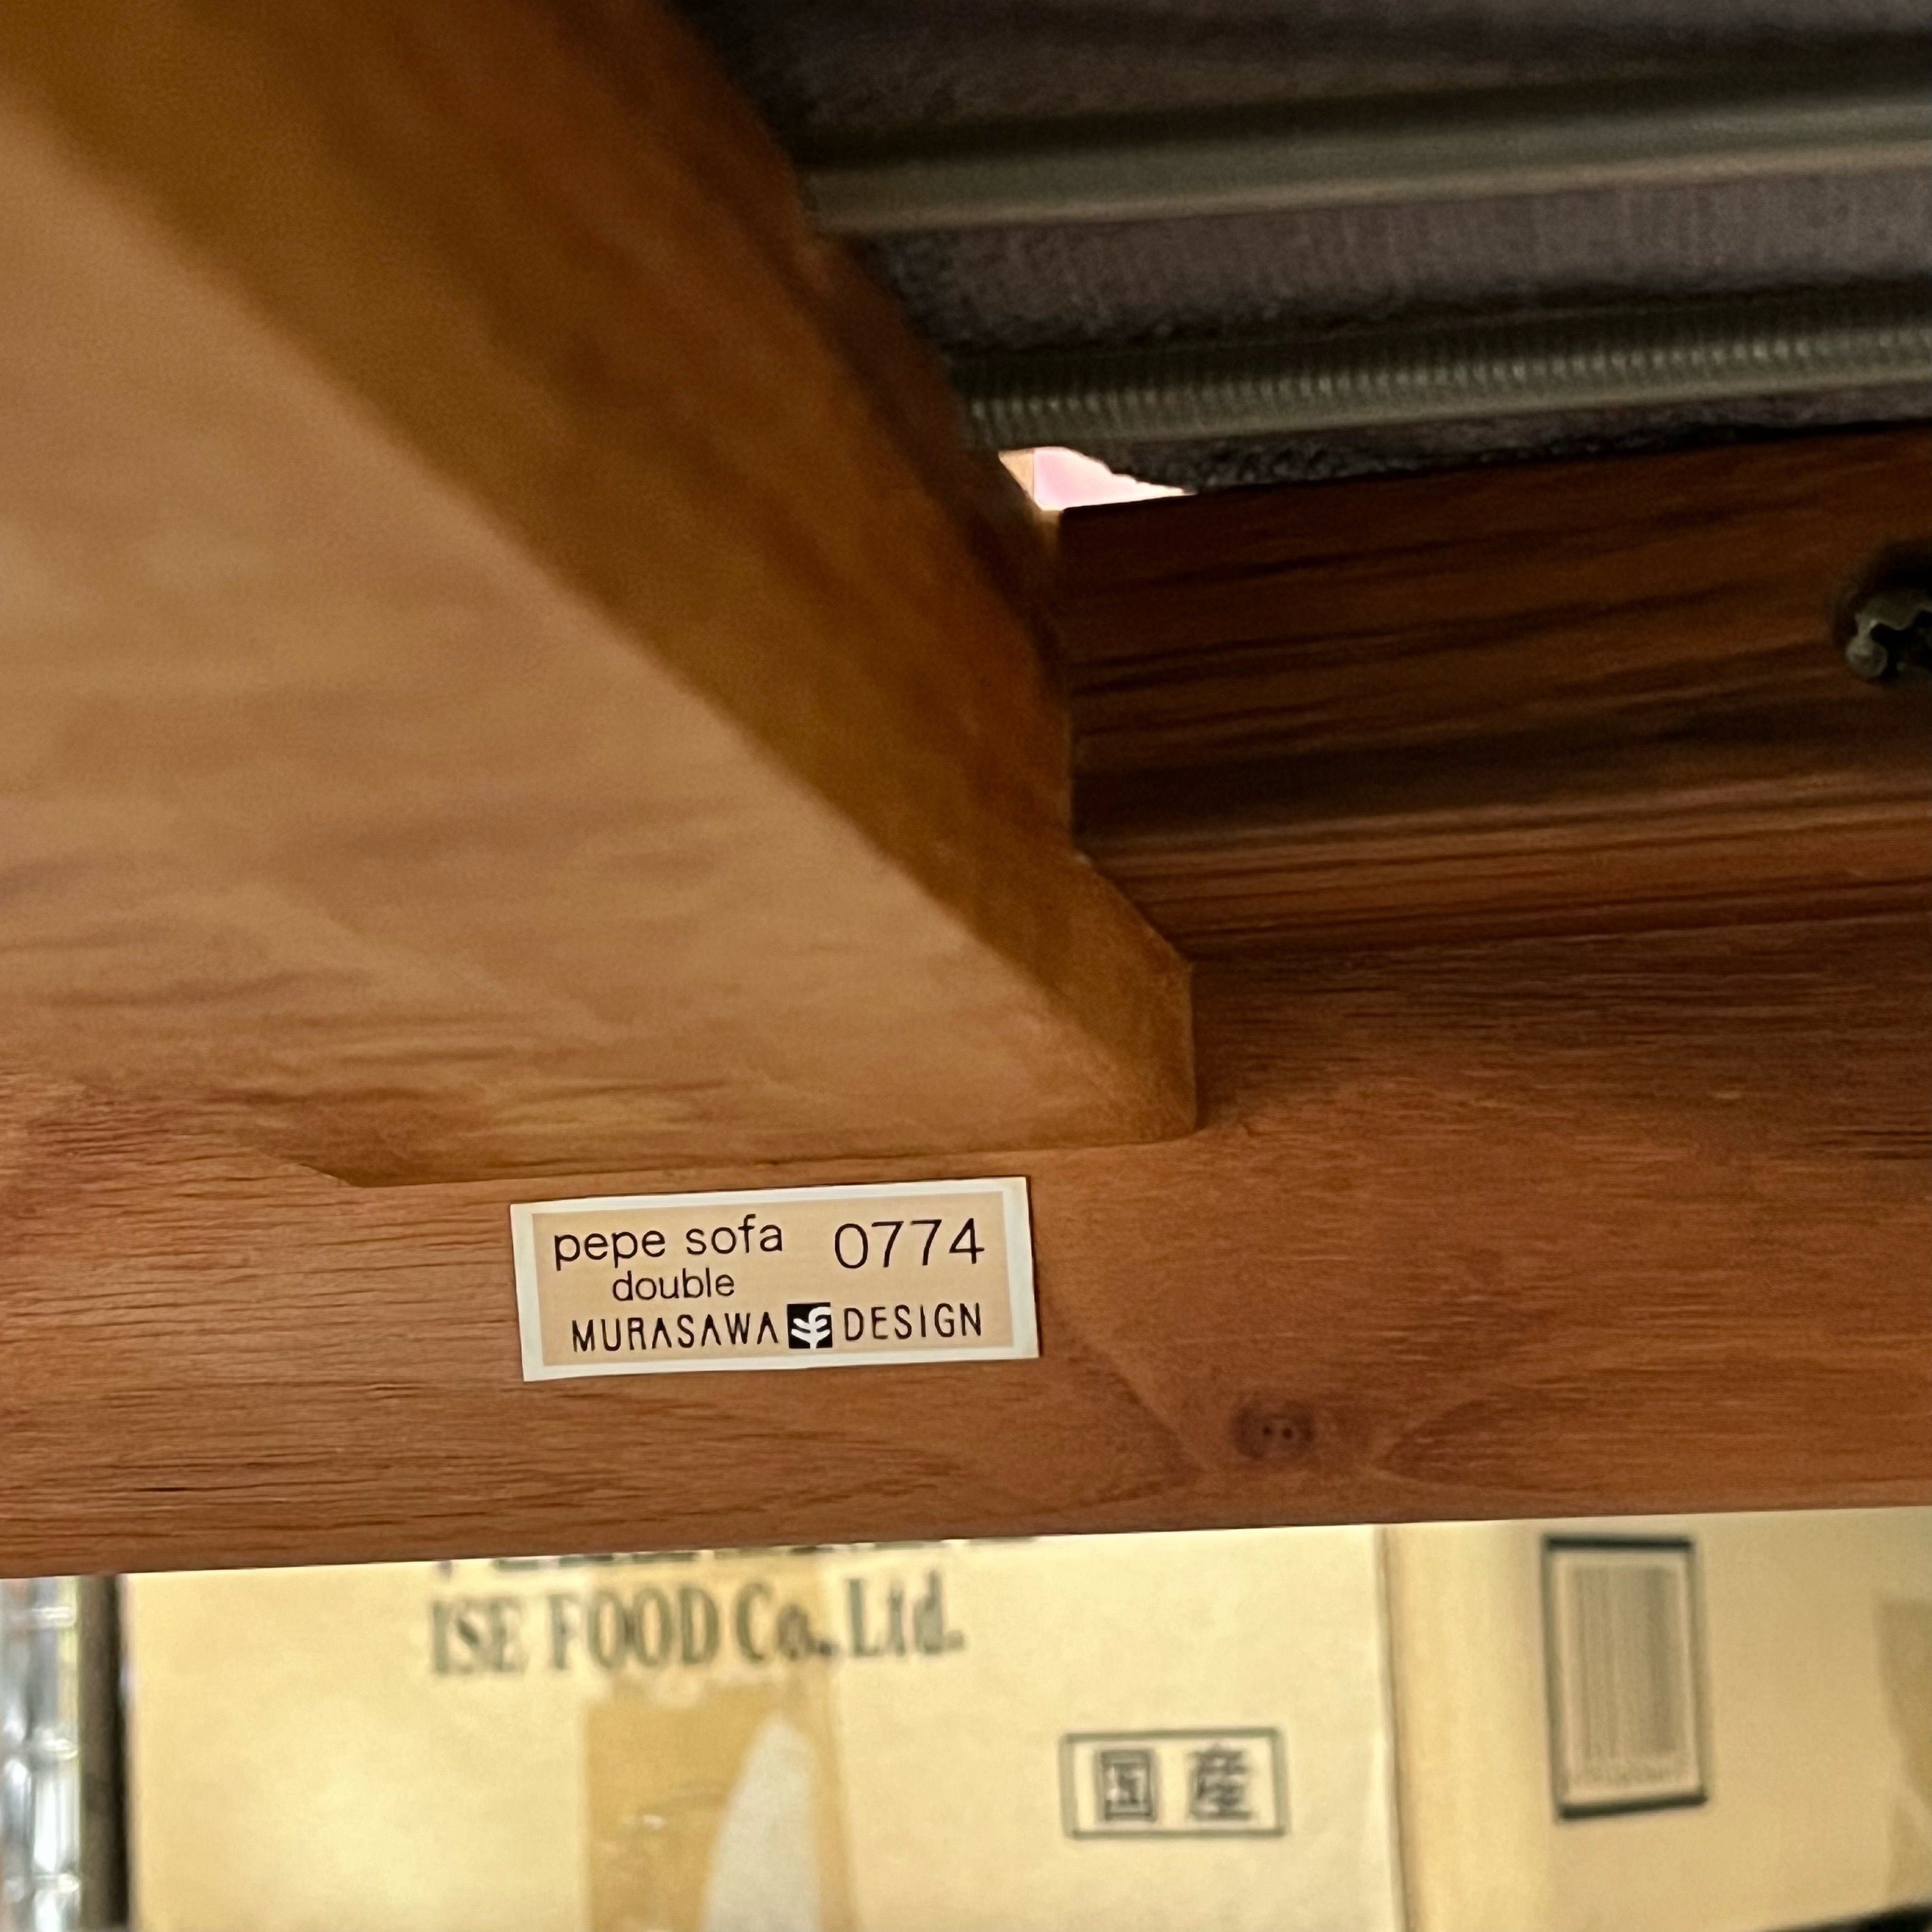 pepe sofa 0774
double
MURASAWA DESIGN
ISE FOOD Co., Ltd.
国産